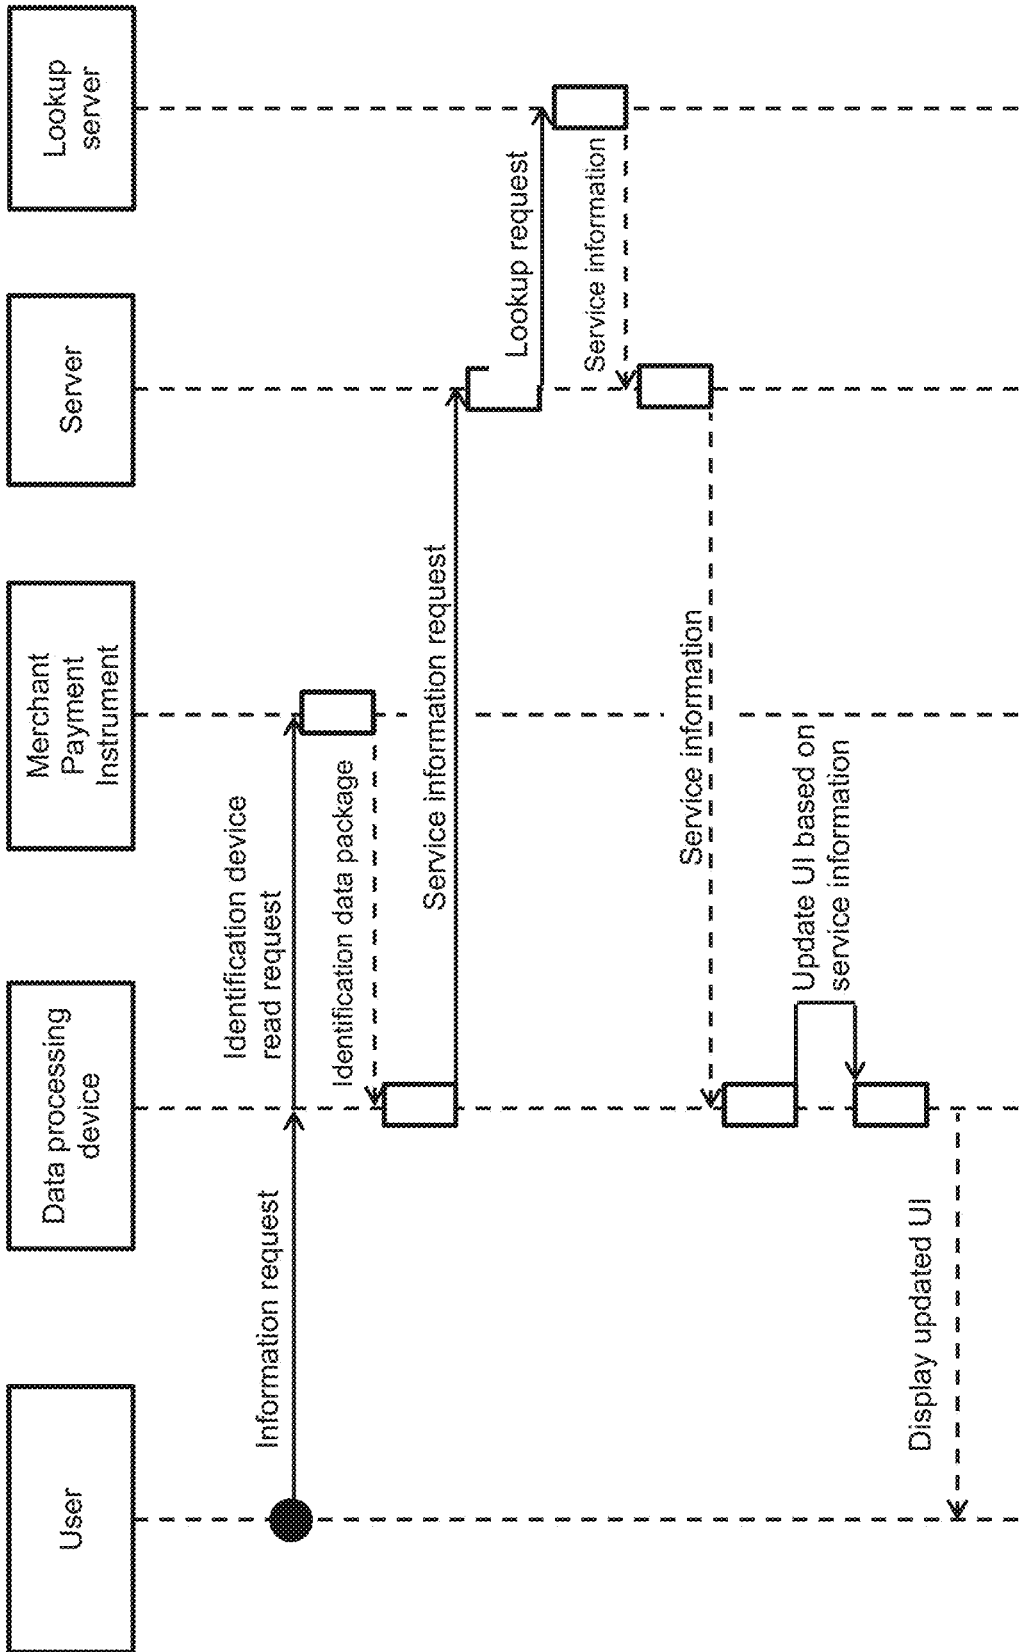 User
Data processing
device
Merchant
Payment
Instrument
Server
Lookup
server
Information request
Identification device
read request
Identification data package
Service information request
Lookup request
Service information
Service information
Update UI based on
service information
Display updated UI